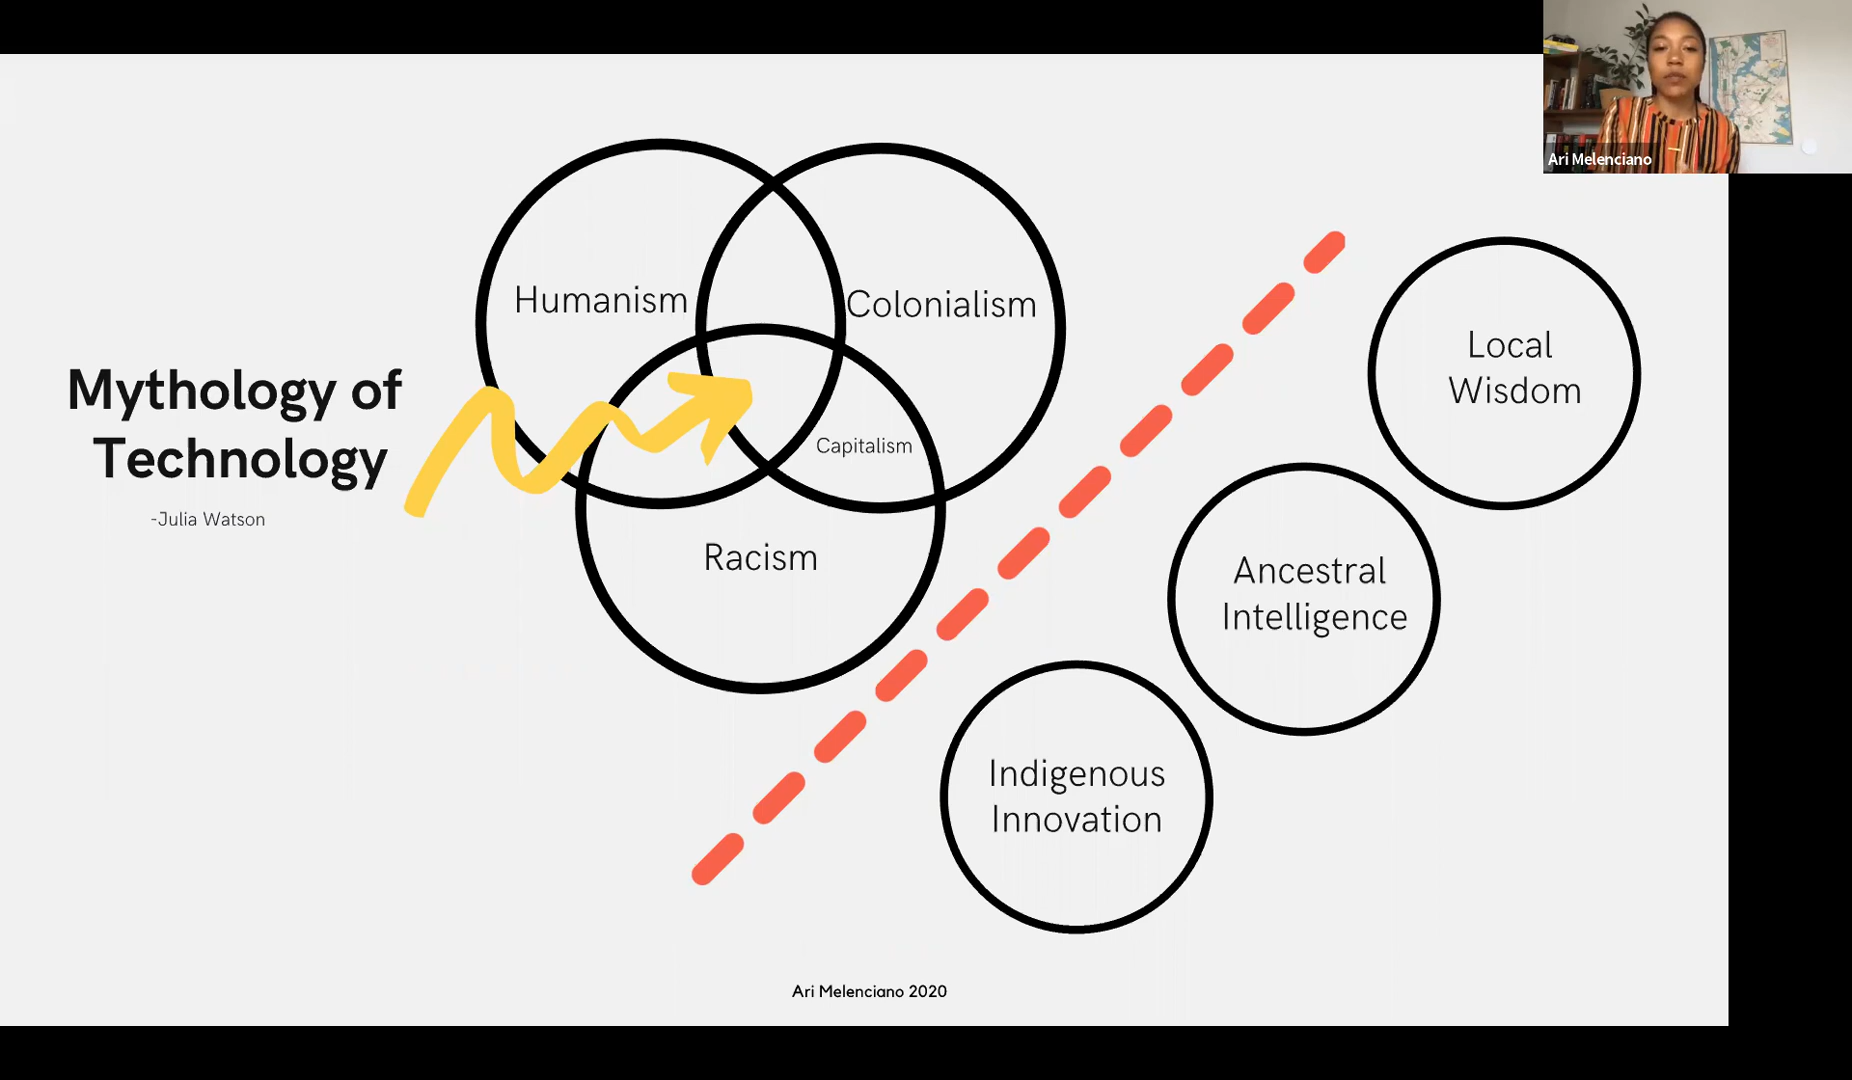 Ari Melenciano
Humanism
Colonialism
Mythology of
Technology
-Julia Watson
Capitalism
Racism
Local
Wisdom
Ancestral
Intelligence
Indigenous
Innovation
Ari Melenciano 2020